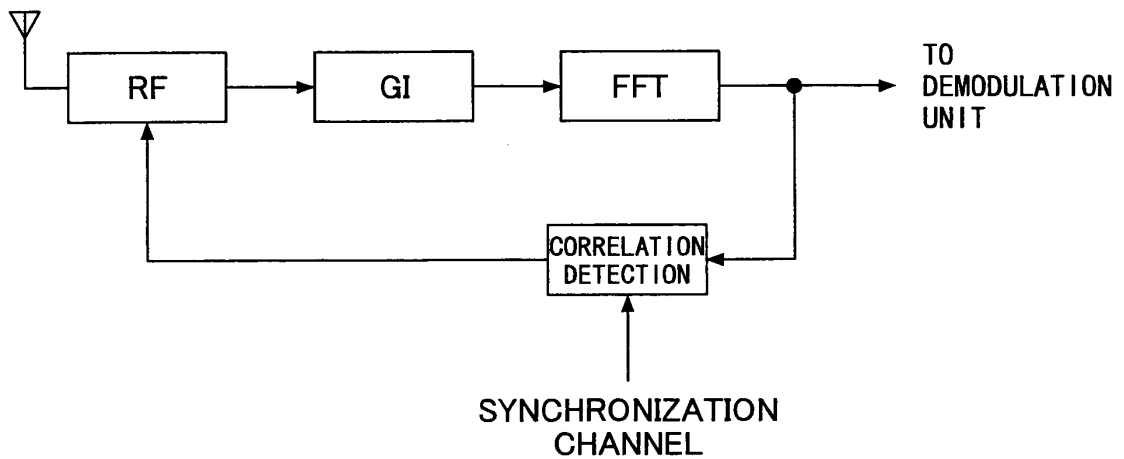 RF
GI
FFT
TO
DEMODULATION
UNIT
CORRELATION
DETECTION
SYNCHRONIZATION
CHANNEL